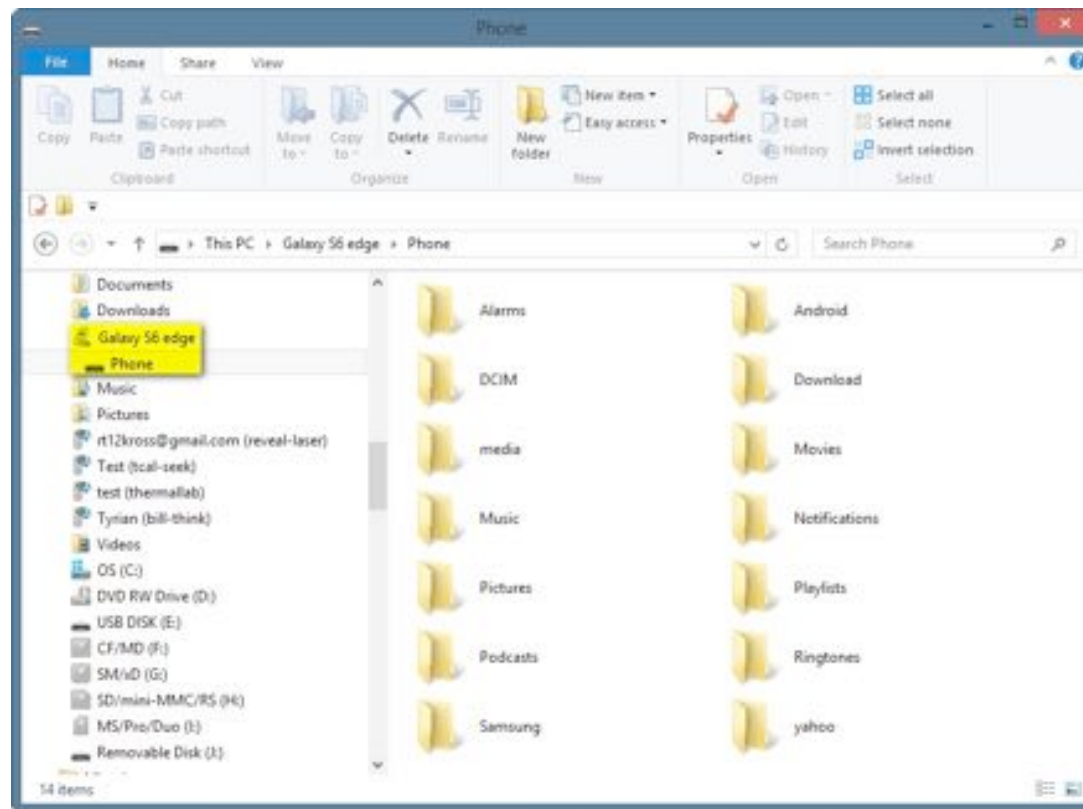 Phone
File Home Share View
Copy Paste Cut Copy path Paste shortcut
Clipboard
Move to Copy to Delete Rename
Organize
New folder New item Easy access
New
Properties Open Edit History
Open
Select all Select none Invert selection
Select
This PC Galaxy S6 edge Phone
Search Phone
Documents
Downloads
Galaxy S6 edge
Phone
Music
Pictures
rt12kross@gmail.com (reveal-laser)
Test (tcal-seek)
test (thermallab)
Tyrian (bill-think)
Videos
OS (C:)
DVD RW Drive (D:)
USB DISK (E:)
CF/MD (F:)
SM/xD (G:)
SD/mini-MMC/RS (H:)
MS/Pro/Duo (I:)
Removable Disk (J:)
Alarms Android
DCIM Download
media Movies
Music Notifications
Pictures Playlists
Podcasts Ringtones
Samsung yahoo
14 items